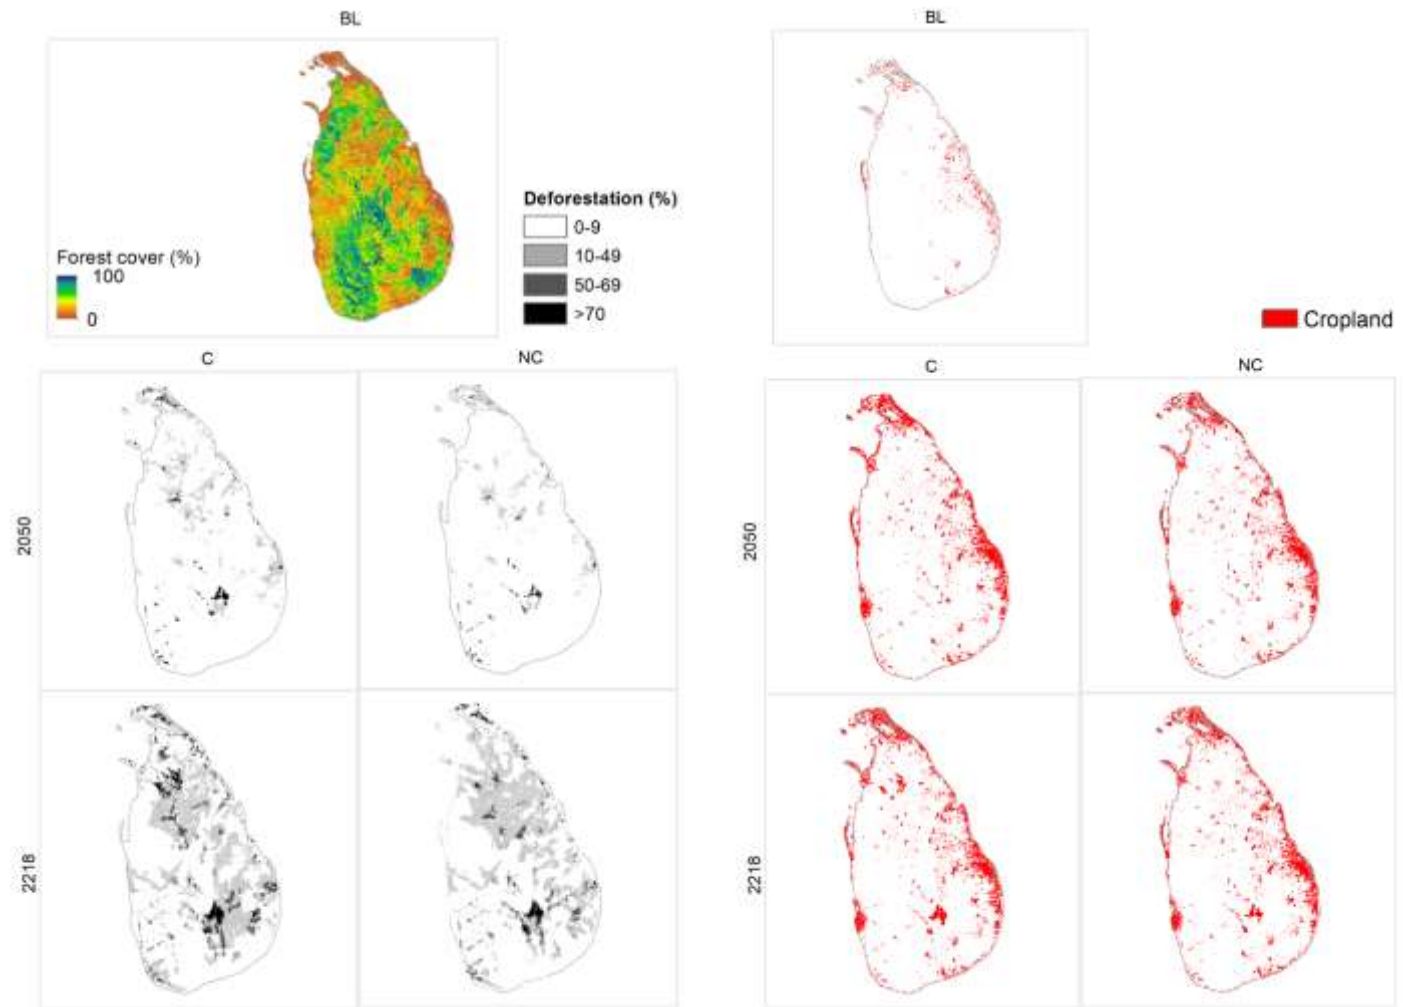 BL
Forest cover (%)
100
0
Deforestation (%)
0-9
10-49
50-69
>70
C
NC
2050
2218
BL
Cropland
C
NC
2050
2218